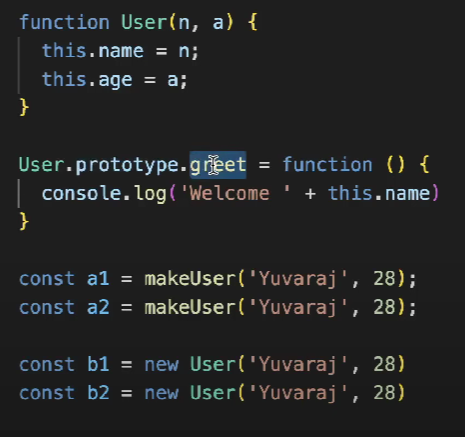 function User(n, a) {
this.name = n;
this.age = a;
}
User.prototype.greet = function () {
console.log('Welcome ' + this.name)
}
const a1 = makeUser('Yuvaraj', 28);
const a2 = makeUser('Yuvaraj', 28);
const b1 = new User('Yuvaraj', 28)
const b2 = new User('Yuvaraj', 28)